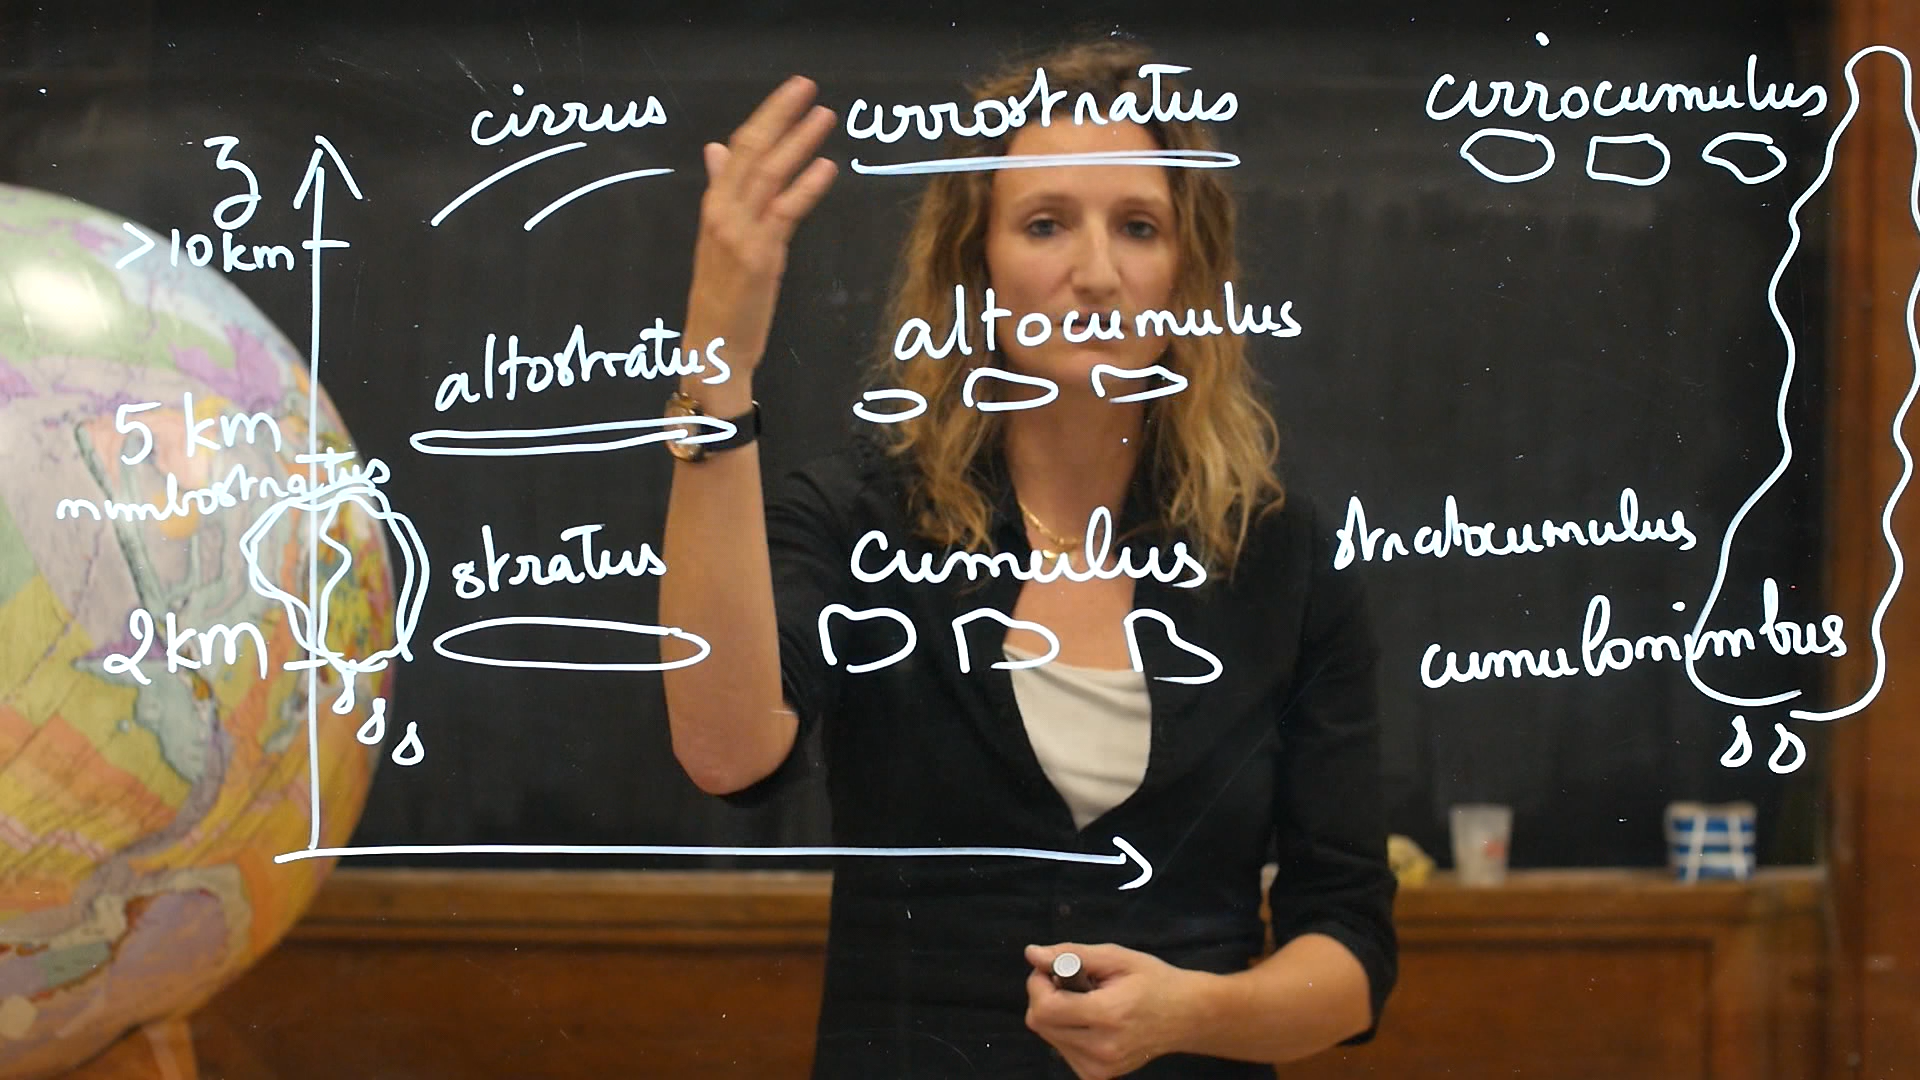 cirrus cirrostratus cirrocumulus
z
>10km
altostratus altocumulus
5 km
nimbostratus
stratus cumulus stratocumulus
2km cumulonimbus